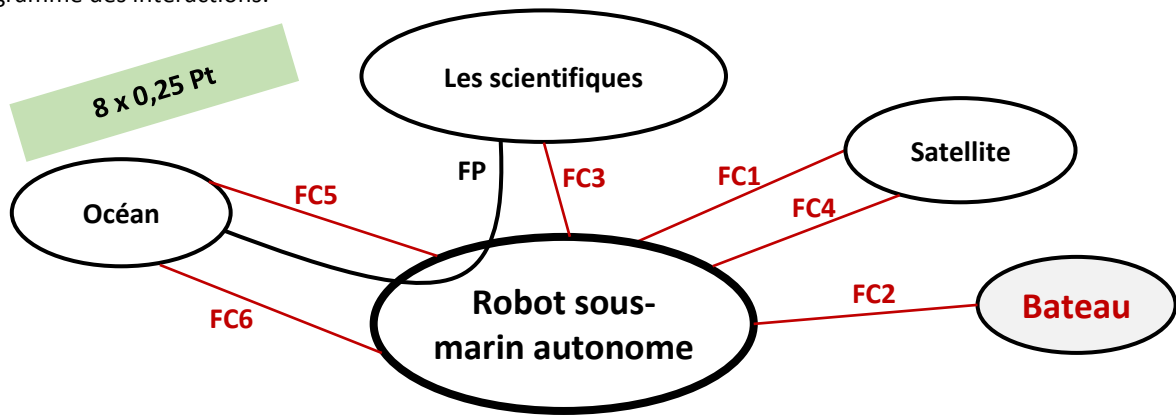 gramme des interactions.
8 x 0,25 Pt
Les scientifiques
Satellite
FP
FC3
FC1
FC5
Océan
FC4
FC2
Bateau
FC6
Robot sous-
marin autonome